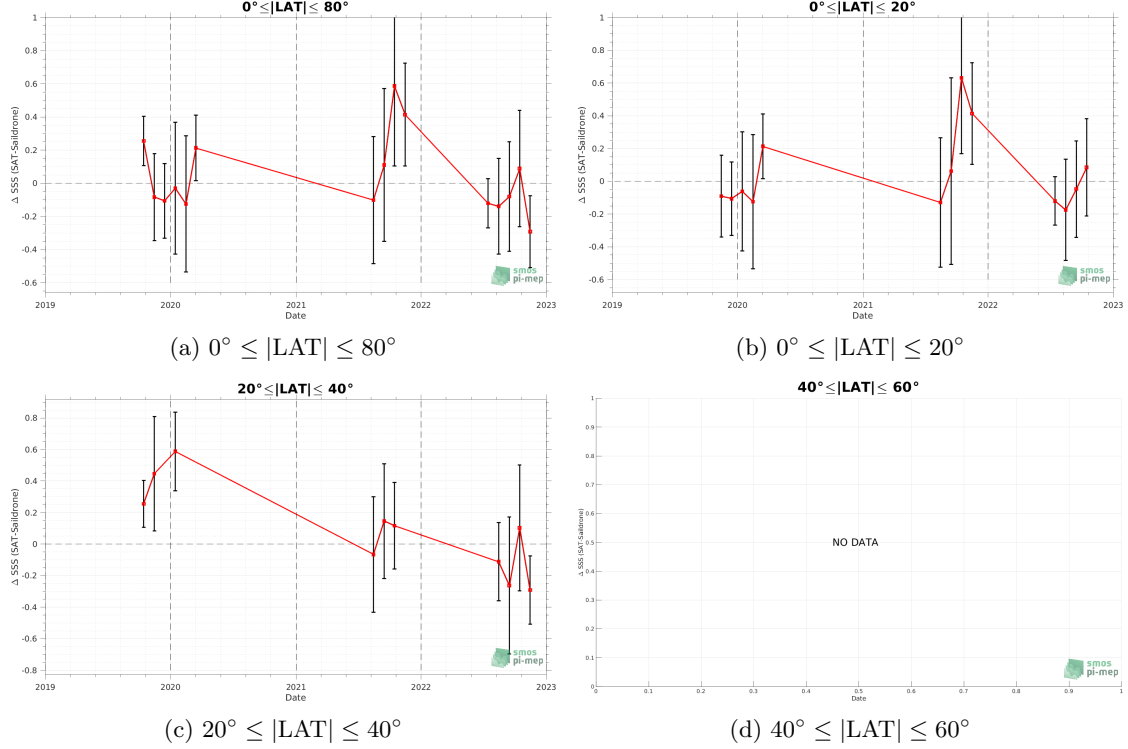 0°≤|LAT|≤ 80°
1
0.8
0.6
0.4
0.2
0
-0.2
-0.4
-0.6
Δ SSS (SAT-Saildrone)
2019
2020
2021
2022
2023
Date
smos
pi-mep
(a) 0° ≤ |LAT| ≤ 80°
0°≤|LAT|≤ 20°
1
0.8
0.6
0.4
0.2
0
-0.2
-0.4
-0.6
Δ SSS (SAT-Saildrone)
2019
2020
2021
2022
2023
Date
smos
pi-mep
(b) 0° ≤ |LAT| ≤ 20°
20°≤|LAT|≤ 40°
0.8
0.6
0.4
0.2
0
-0.2
-0.4
-0.6
-0.8
Δ SSS (SAT-Saildrone)
2019
2020
2021
2022
2023
Date
smos
pi-mep
(c) 20° ≤ |LAT| ≤ 40°
40°≤|LAT|≤ 60°
1
0.9
0.8
0.7
0.6
0.5
0.4
0.3
0.2
0.1
0
Δ SSS (SAT-Saildrone)
NO DATA
0
0.1
0.2
0.3
0.4
0.5
0.6
0.7
0.8
0.9
1
Date
smos
pi-mep
(d) 40° ≤ |LAT| ≤ 60°